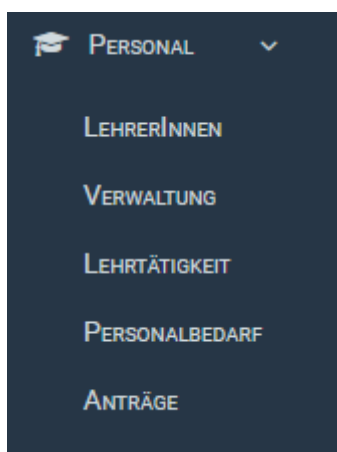 Personal
LehrerInnen
Verwaltung
Lehrtätigkeit
Personalbedarf
Anträge